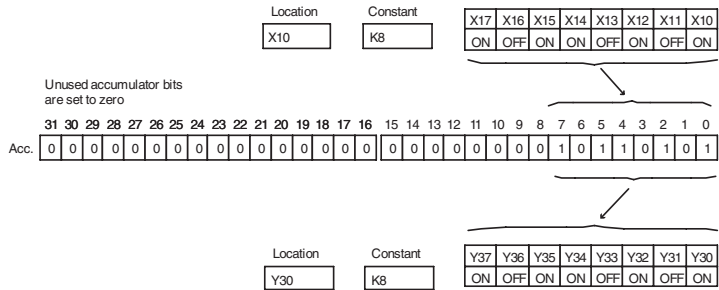 Location Constant
X10 K8
X17 X16 X15 X14 X13 X12 X11 X10
ON OFF ON ON OFF ON OFF ON
Unused accumulator bits
are set to zero
31 30 29 28 27 26 25 24 23 22 21 20 19 18 17 16 15 14 13 12 11 10 9 8 7 6 5 4 3 2 1 0
Acc. 0 0 0 0 0 0 0 0 0 0 0 0 0 0 0 0 0 0 0 0 0 0 0 0 1 0 1 1 0 1 0 1
Location Constant
Y30 K8
Y37 Y36 Y35 Y34 Y33 Y32 Y31 Y30
ON OFF ON ON OFF ON OFF ON